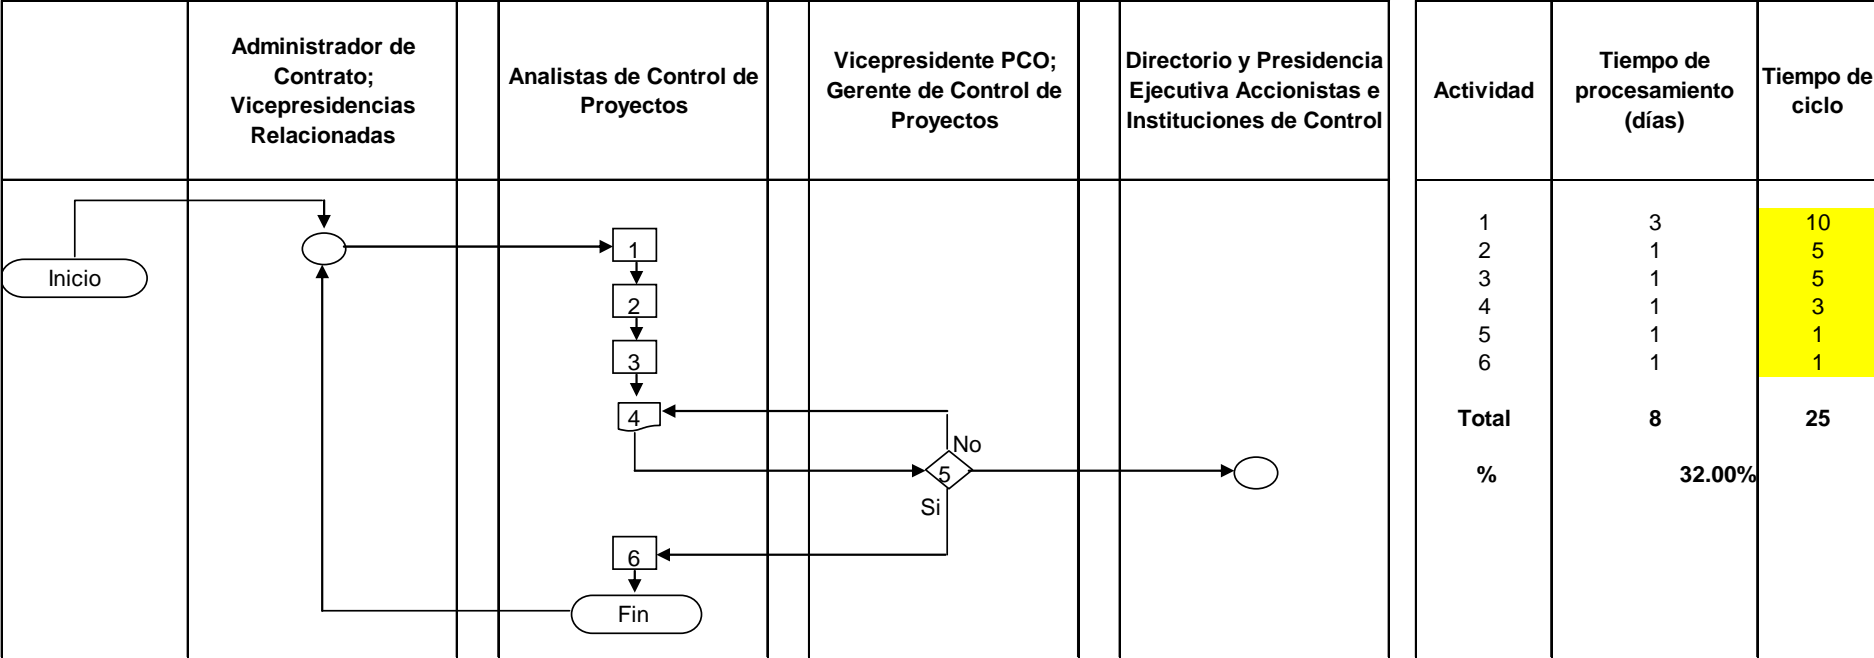 Administrador de
Contrato;
Vicepresidencias
Relacionadas
Analistas de Control de
Proyectos
Vicepresidente PCO;
Gerente de Control de
Proyectos
Directorio y Presidencia
Ejecutiva Accionistas e
Instituciones de Control
Actividad
Tiempo de
procesamiento
(días)
Tiempo de
ciclo
Inicio
1
2
3
4
No
5
Si
6
Fin
1 3 10
2 1 5
3 1 5
4 1 3
5 1 1
6 1 1
Total 8 25
% 32.00%